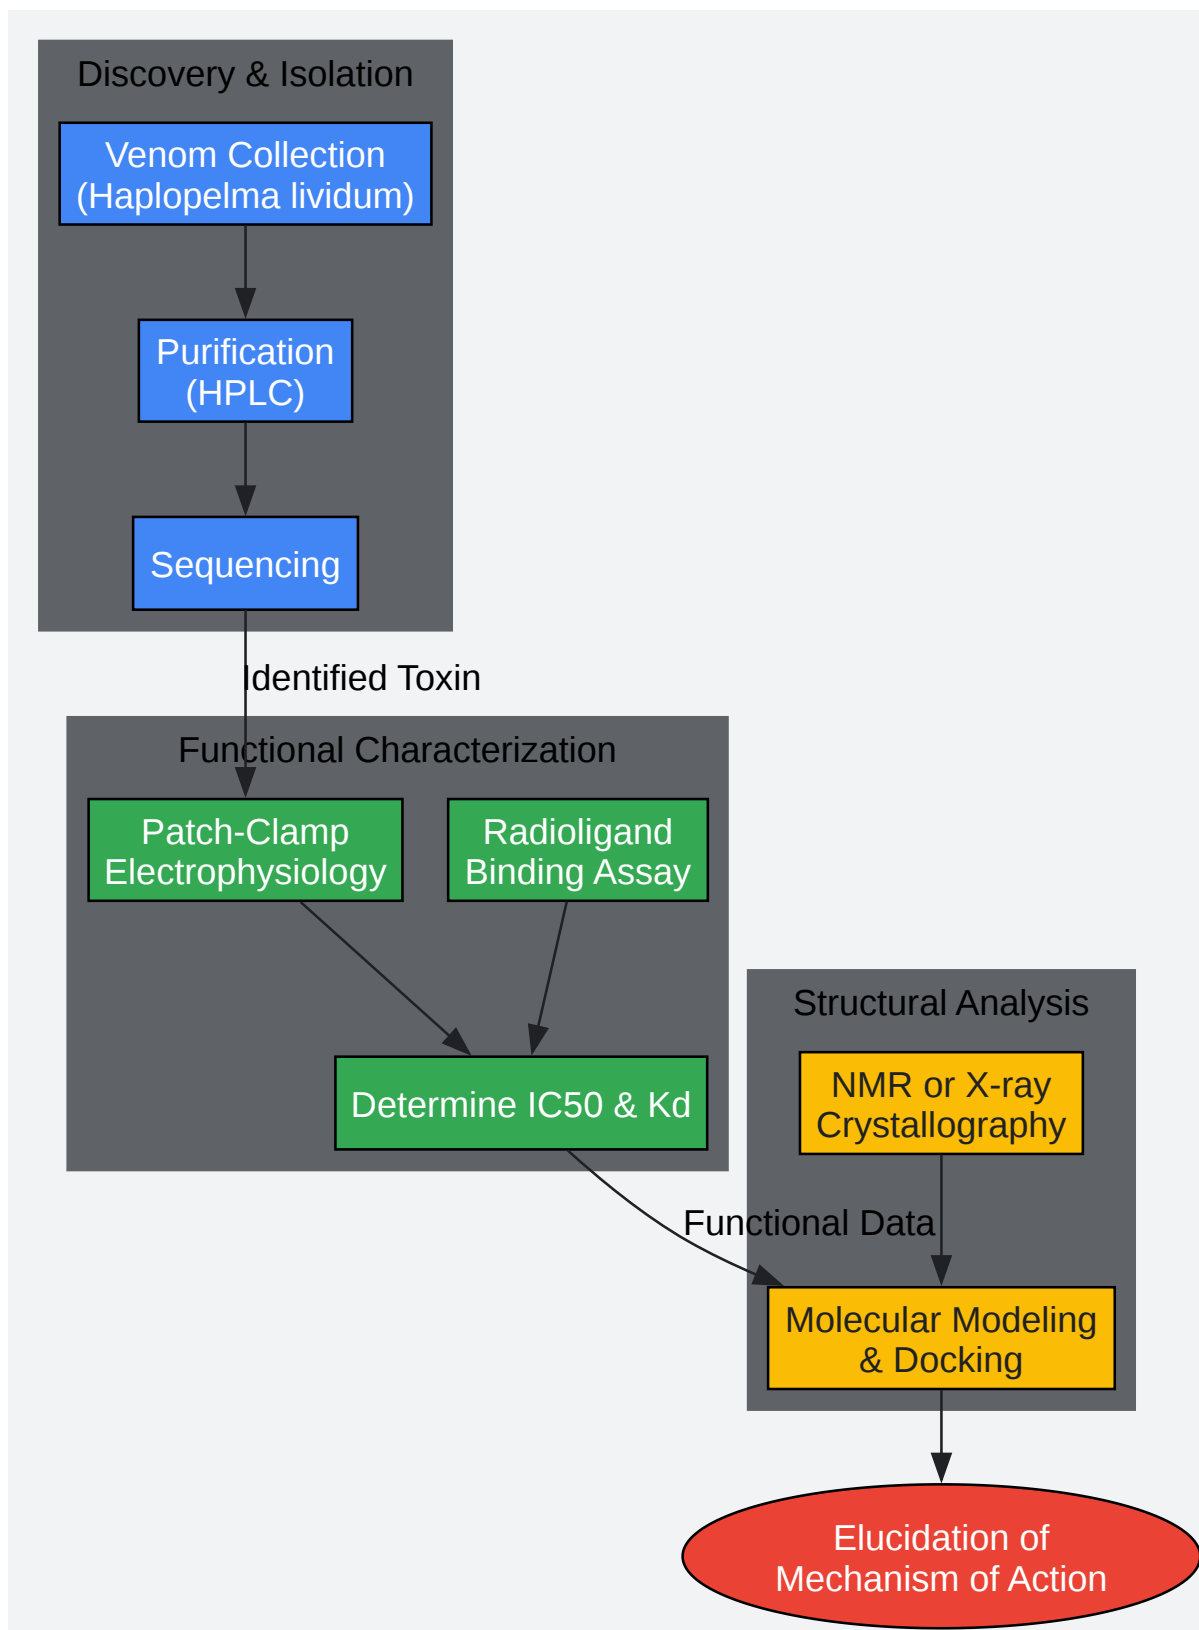 Discovery & Isolation
Venom Collection
(Haplopelma lividum)
Purification
(HPLC)
Sequencing
Identified Toxin
Functional Characterization
Patch-Clamp
Electrophysiology
Radioligand
Binding Assay
Determine IC50 & Kd
Structural Analysis
NMR or X-ray
Crystallography
Functional Data
Molecular Modeling
& Docking
Elucidation of
Mechanism of Action